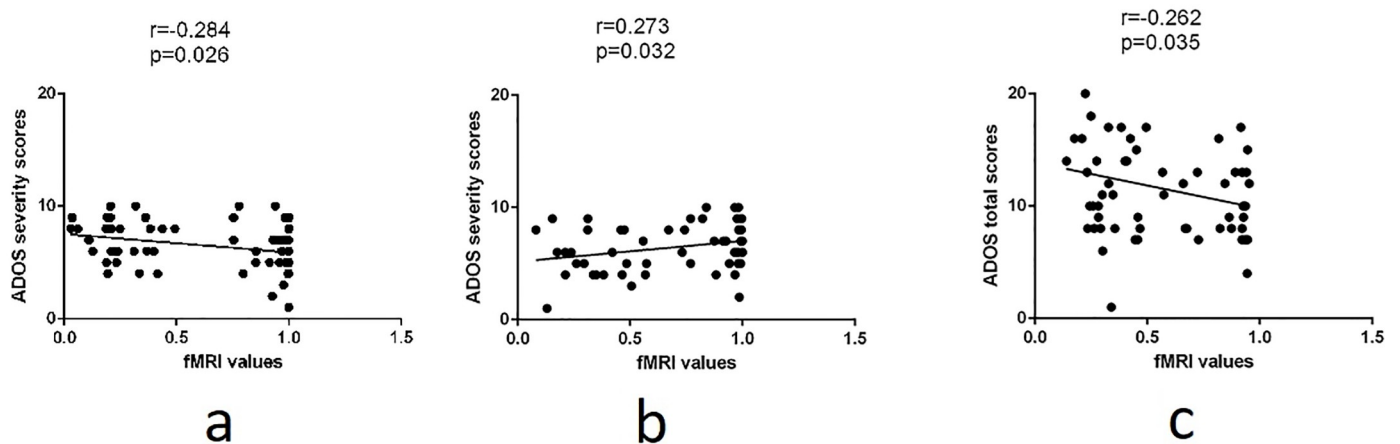 r=-0.284
p=0.026
20
10
0
ADOS severity scores
0.0 0.5 1.0 1.5
fMRI values
a
r=0.273
p=0.032
20
10
0
ADOS severity scores
0.0 0.5 1.0 1.5
fMRI values
b
r=-0.262
p=0.035
20
10
0
ADOS total scores
0.0 0.5 1.0 1.5
fMRI values
c